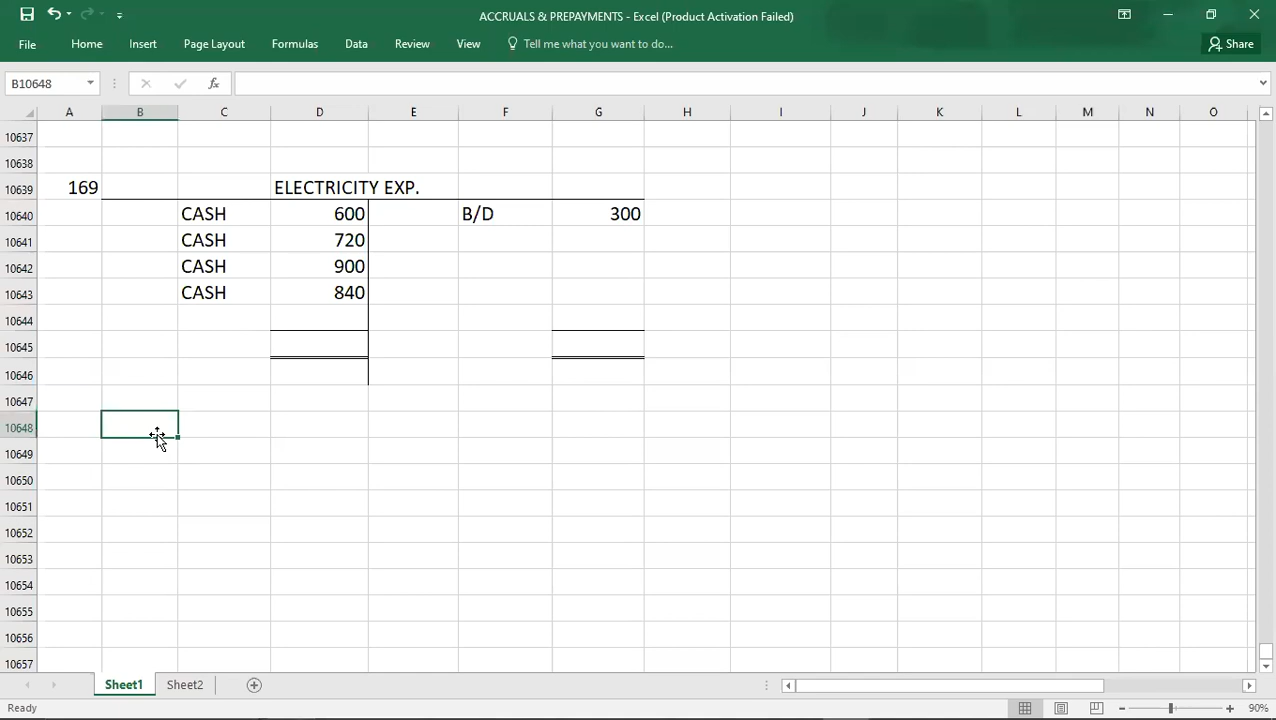 ACCRUALS & PREPAYMENTS - Excel (Product Activation Failed)
File Home Insert Page Layout Formulas Data Review View Tell me what you want to do... Share
B10648 fx
A B C D E F G H I J K L M N O
10637
10638
10639 169 ELECTRICITY EXP.
10640 CASH 600 B/D 300
10641 CASH 720
10642 CASH 900
10643 CASH 840
10644
10645
10646
10647
10648
10649
10650
10651
10652
10653
10654
10655
10656
10657
Sheet1 Sheet2
Ready 90%